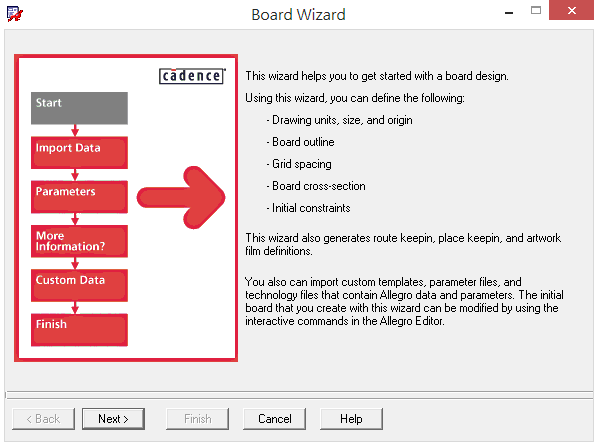 Board Wizard
cādence
Start
Import Data
Parameters
More
Information?
Custom Data
Finish
This wizard helps you to get started with a board design.
Using this wizard, you can define the following:
- Drawing units, size, and origin
- Board outline
- Grid spacing
- Board cross-section
- Initial constraints
This wizard also generates route keepin, place keepin, and artwork
film definitions.
You also can import custom templates, parameter files, and
technology files that contain Allegro data and parameters. The initial
board that you create with this wizard can be modified by using the
interactive commands in the Allegro Editor.
< Back
Next >
Finish
Cancel
Help